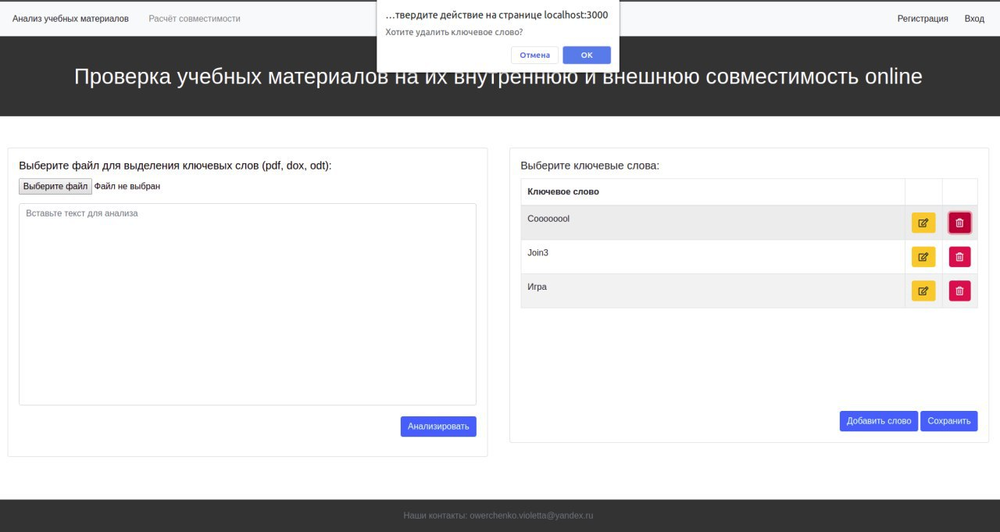 Анализ учебных материалов
Расчёт совместимости
Регистрация
Вход
…твердите действие на странице localhost:3000
Хотите удалить ключевое слово?
Отмена
ОК
Проверка учебных материалов на их внутреннюю и внешнюю совместимость online
Выберите файл для выделения ключевых слов (pdf, dox, odt):
Выберите файл Файл не выбран
Вставьте текст для анализа
Анализировать
Выберите ключевые слова:
Ключевое слово
Cоoооoool
Join3
Игра
Добавить слово
Сохранить
Наши контакты: owerchenko.violetta@yandex.ru